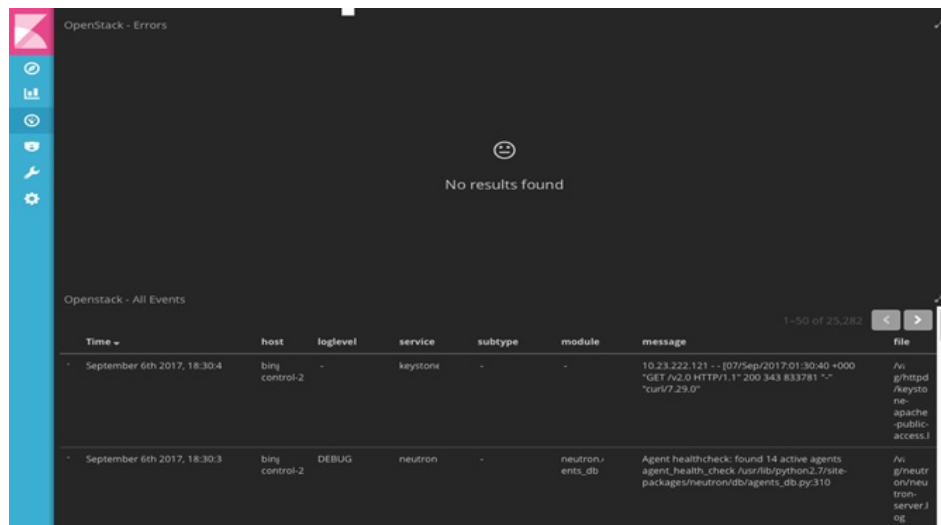 OpenStack - Errors
No results found
Openstack - All Events
1–50 of 25,282
Time host loglevel service subtype module message file
September 6th 2017, 18:30:4 binj - keystone - - 10.23.222.121 - - [07/Sep/2017:01:30:40 +000
control-2 "GET /v2.0 HTTP/1.1" 200 343 833781 "-" g/httpd
"curl/7.29.0" /keysto
ne-
apache
-public-
access.l
September 6th 2017, 18:30:3 binj DEBUG neutron - neutron. Agent healthcheck: found 14 active agents
control-2 ents_db agent_health_check /usr/lib/python2.7/site- g/neutr
packages/neutron/db/agents_db.py:310 on/neu
tron-
server.l
og